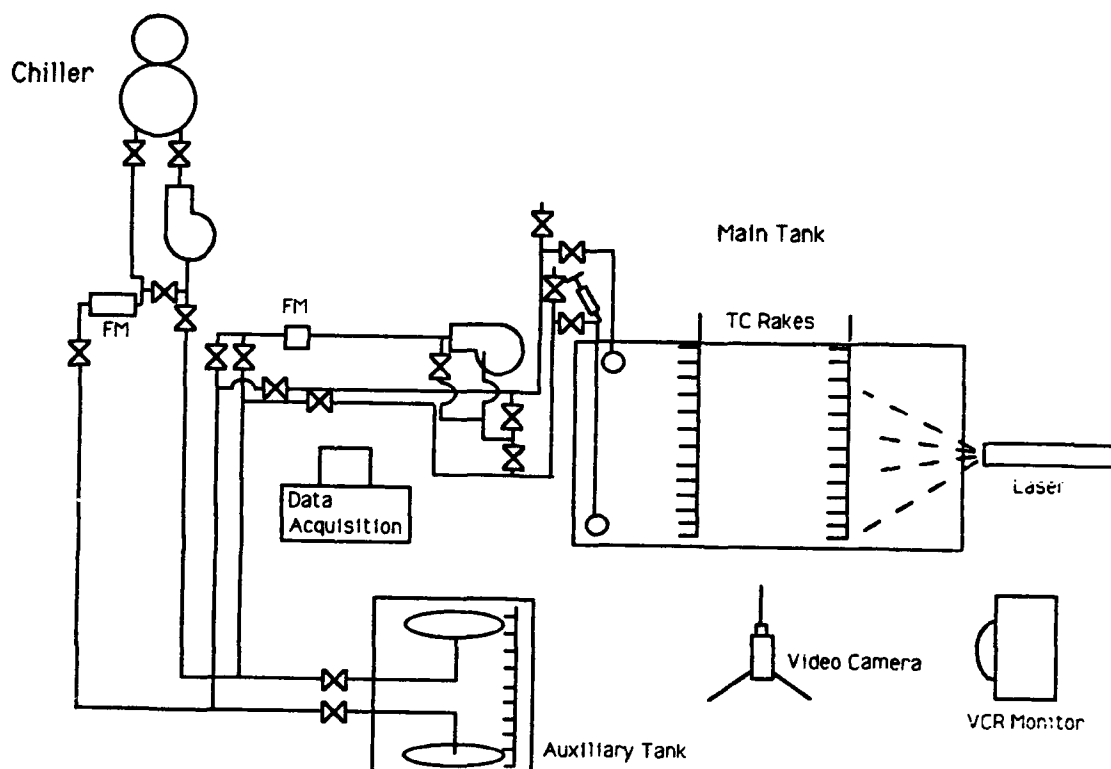 Chiller
Main Tank
FM
FM
TC Rakes
Laser
Data
Acquisition
Video Camera
VCR Monitor
Auxiliary Tank